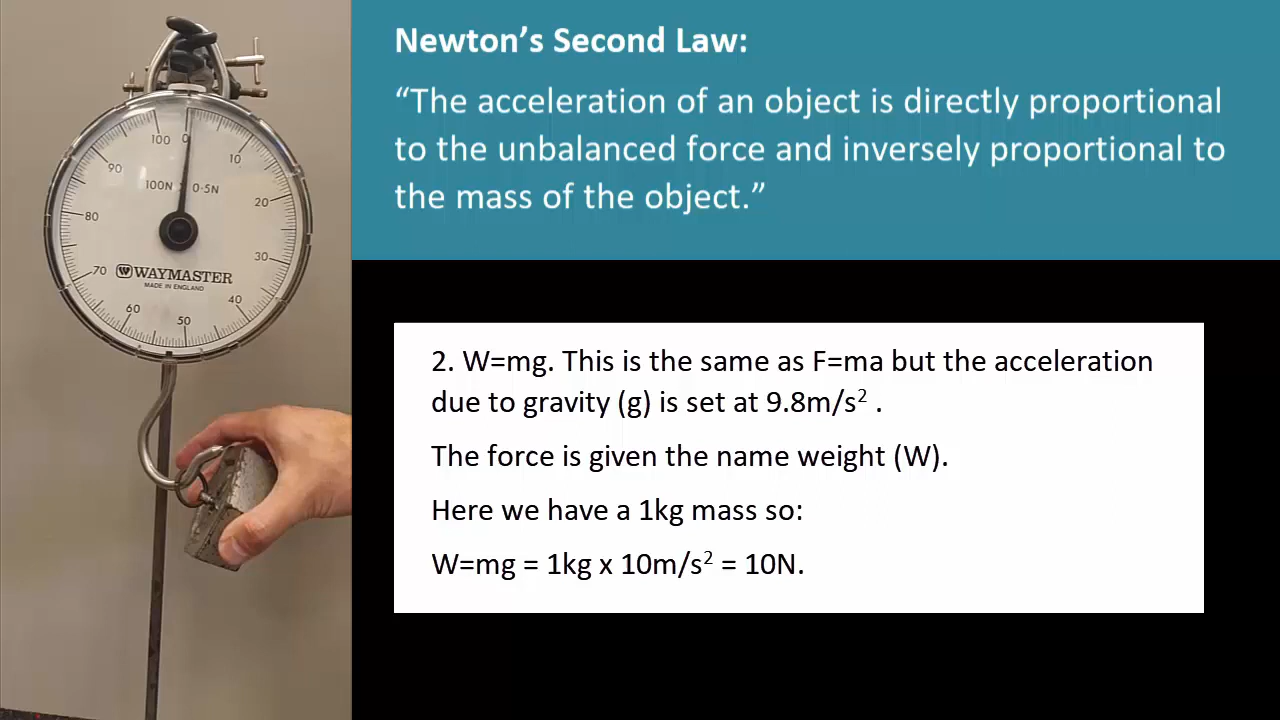 Newton’s Second Law:
“The acceleration of an object is directly proportional
to the unbalanced force and inversely proportional to
the mass of the object.”
100 0 10
90
100N X 0·5N
20
80
30
70
WAYMASTER
MADE IN ENGLAND
40
60
50
2. W=mg. This is the same as F=ma but the acceleration
due to gravity (g) is set at 9.8m/s² .
The force is given the name weight (W).
Here we have a 1kg mass so:
W=mg = 1kg x 10m/s² = 10N.